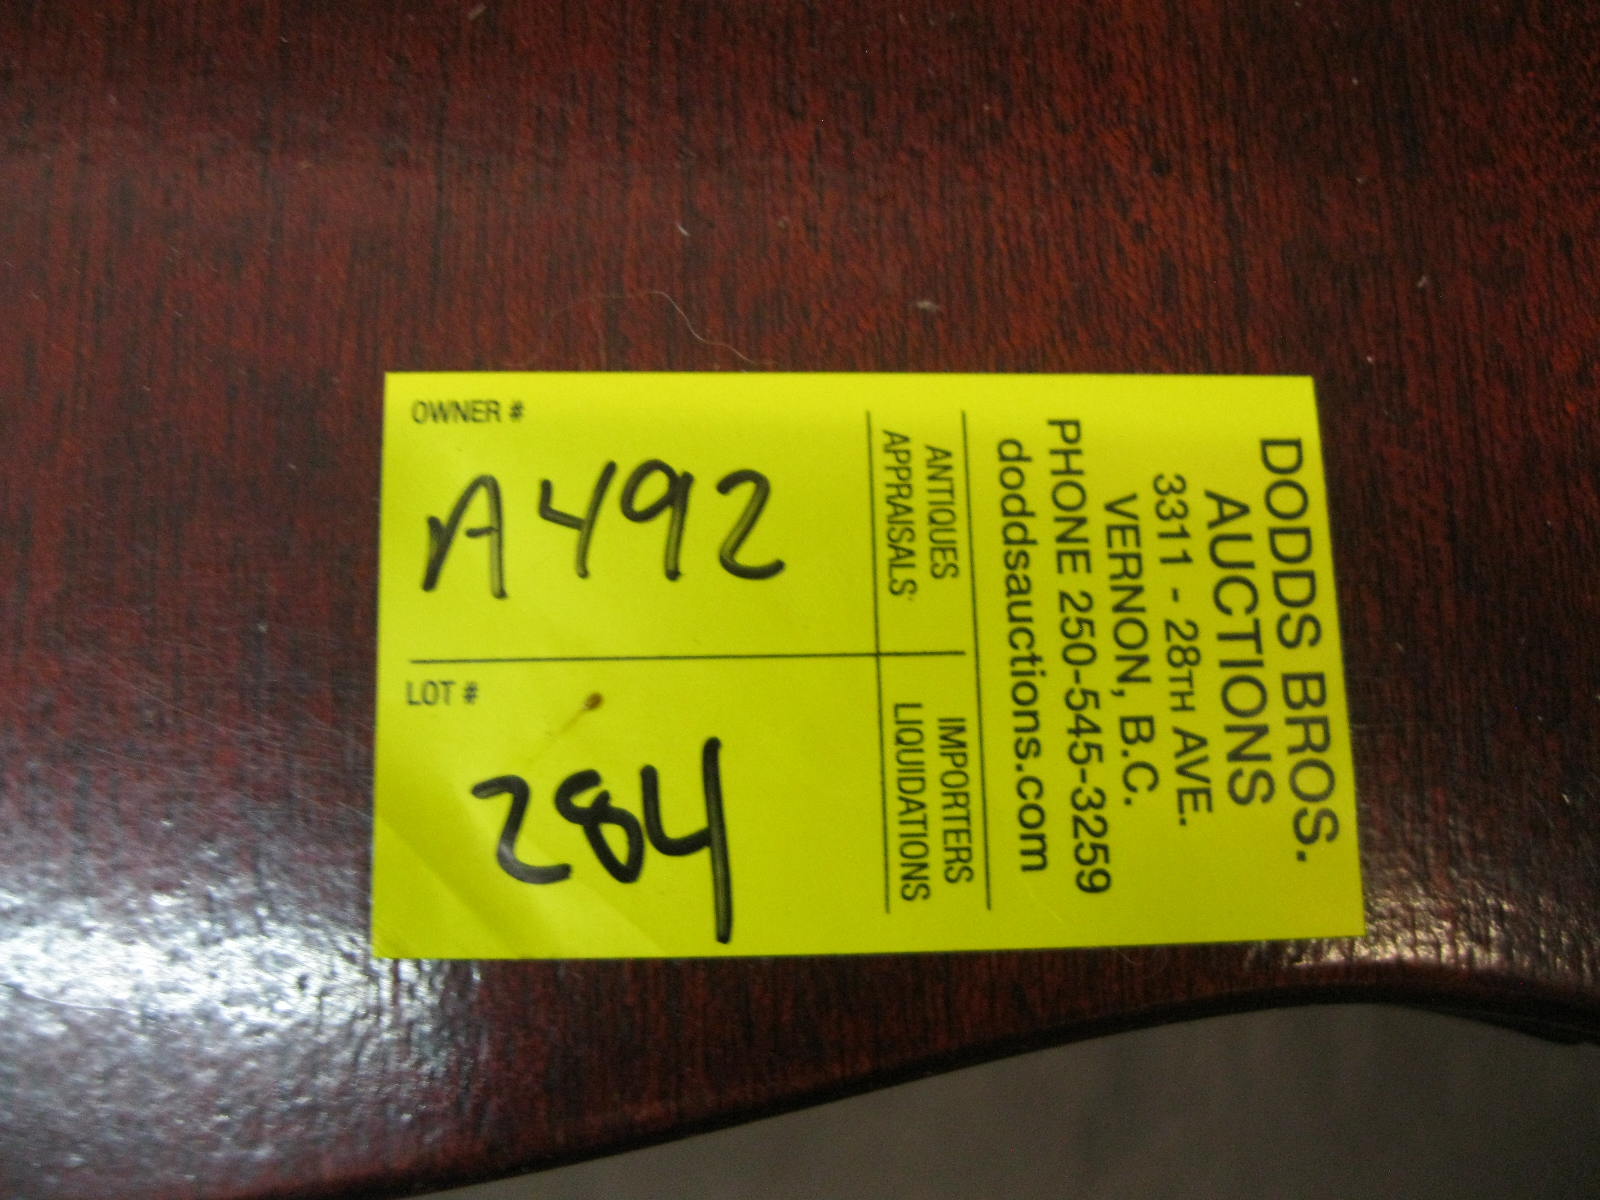 OWNER #
A492
LOT #
284
ANTIQUES
APPRAISALS
IMPORTERS
LIQUIDATIONS
DODDS BROS.
AUCTIONS
3311 - 28TH AVE.
VERNON, B.C.
PHONE 250-545-3259
doddsauctions.com